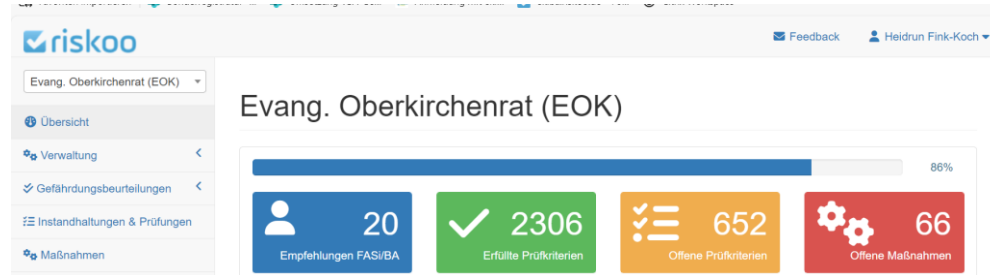 riskoo
Feedback
Heidrun Fink-Koch
Evang. Oberkirchenrat (EOK)
Übersicht
Verwaltung
Gefährdungsbeurteilungen
Instandhaltungen & Prüfungen
Maßnahmen
Evang. Oberkirchenrat (EOK)
86%
20
Empfehlungen FASi/BA
2306
Erfüllte Prüfkriterien
652
Offene Prüfkriterien
66
Offene Maßnahmen